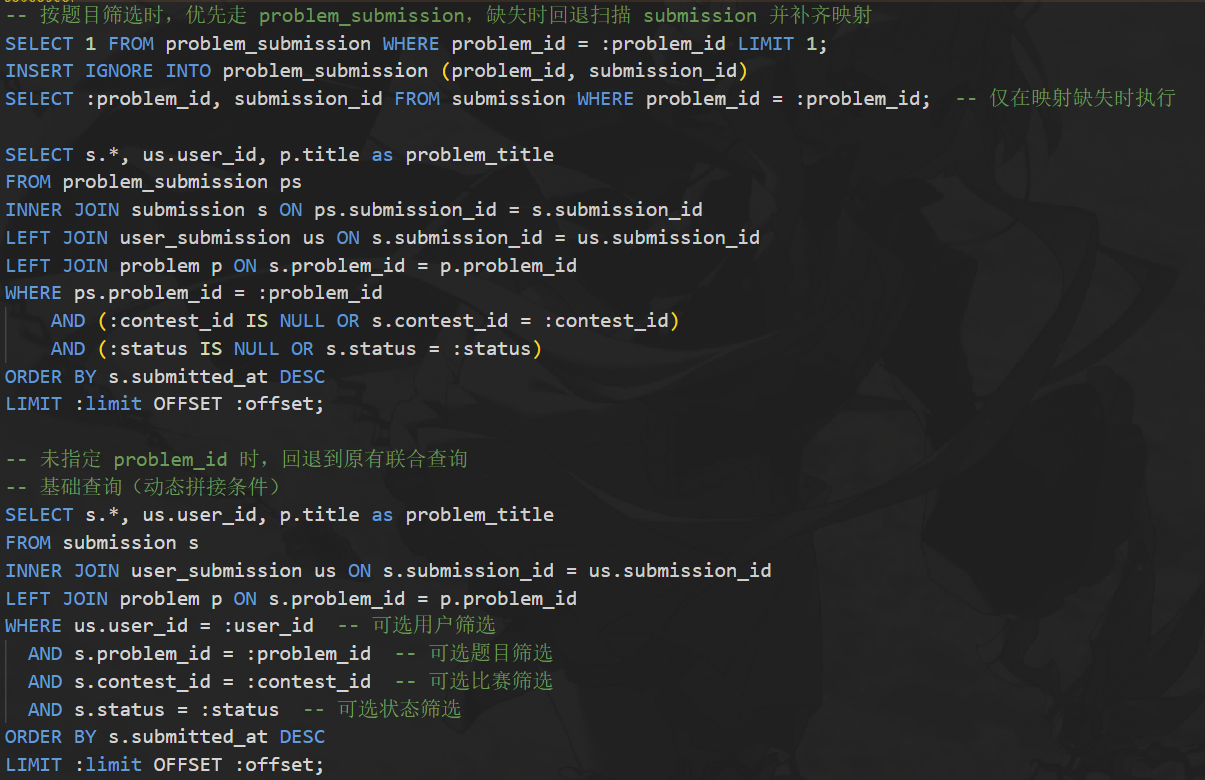 -- 按题目筛选时，优先走 problem_submission，缺失时回退扫描 submission 并补齐映射
SELECT 1 FROM problem_submission WHERE problem_id = :problem_id LIMIT 1;
INSERT IGNORE INTO problem_submission (problem_id, submission_id)
SELECT :problem_id, submission_id FROM submission WHERE problem_id = :problem_id;  -- 仅在映射缺失时执行

SELECT s.*, us.user_id, p.title as problem_title
FROM problem_submission ps
INNER JOIN submission s ON ps.submission_id = s.submission_id
LEFT JOIN user_submission us ON s.submission_id = us.submission_id
LEFT JOIN problem p ON s.problem_id = p.problem_id
WHERE ps.problem_id = :problem_id
    AND (:contest_id IS NULL OR s.contest_id = :contest_id)
    AND (:status IS NULL OR s.status = :status)
ORDER BY s.submitted_at DESC
LIMIT :limit OFFSET :offset;

-- 未指定 problem_id 时，回退到原有联合查询
-- 基础查询（动态拼接条件）
SELECT s.*, us.user_id, p.title as problem_title
FROM submission s
INNER JOIN user_submission us ON s.submission_id = us.submission_id
LEFT JOIN problem p ON s.problem_id = p.problem_id
WHERE us.user_id = :user_id  -- 可选用户筛选
  AND s.problem_id = :problem_id  -- 可选题目筛选
  AND s.contest_id = :contest_id  -- 可选比赛筛选
  AND s.status = :status  -- 可选状态筛选
ORDER BY s.submitted_at DESC
LIMIT :limit OFFSET :offset;